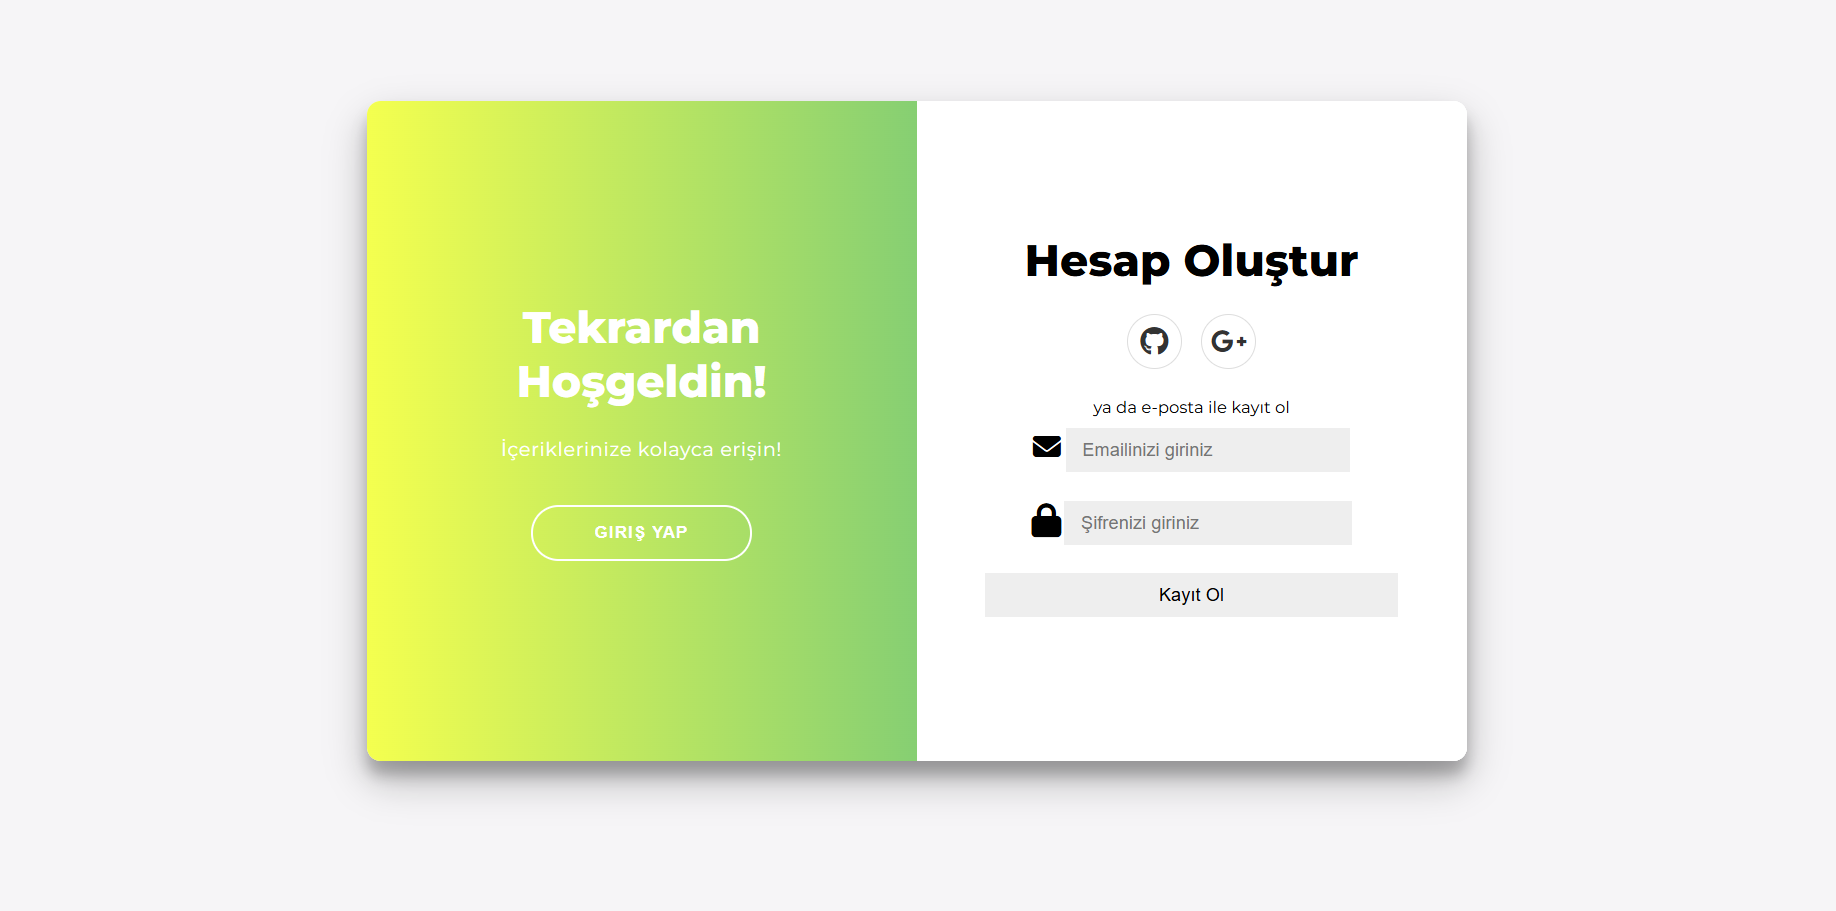 Tekrardan
Hoşgeldin!
İçeriklerinize kolayca erişin!
GIRIŞ YAP
Hesap Oluştur
G+
ya da e-posta ile kayıt ol
Emailinizi giriniz
Şifrenizi giriniz
Kayıt Ol